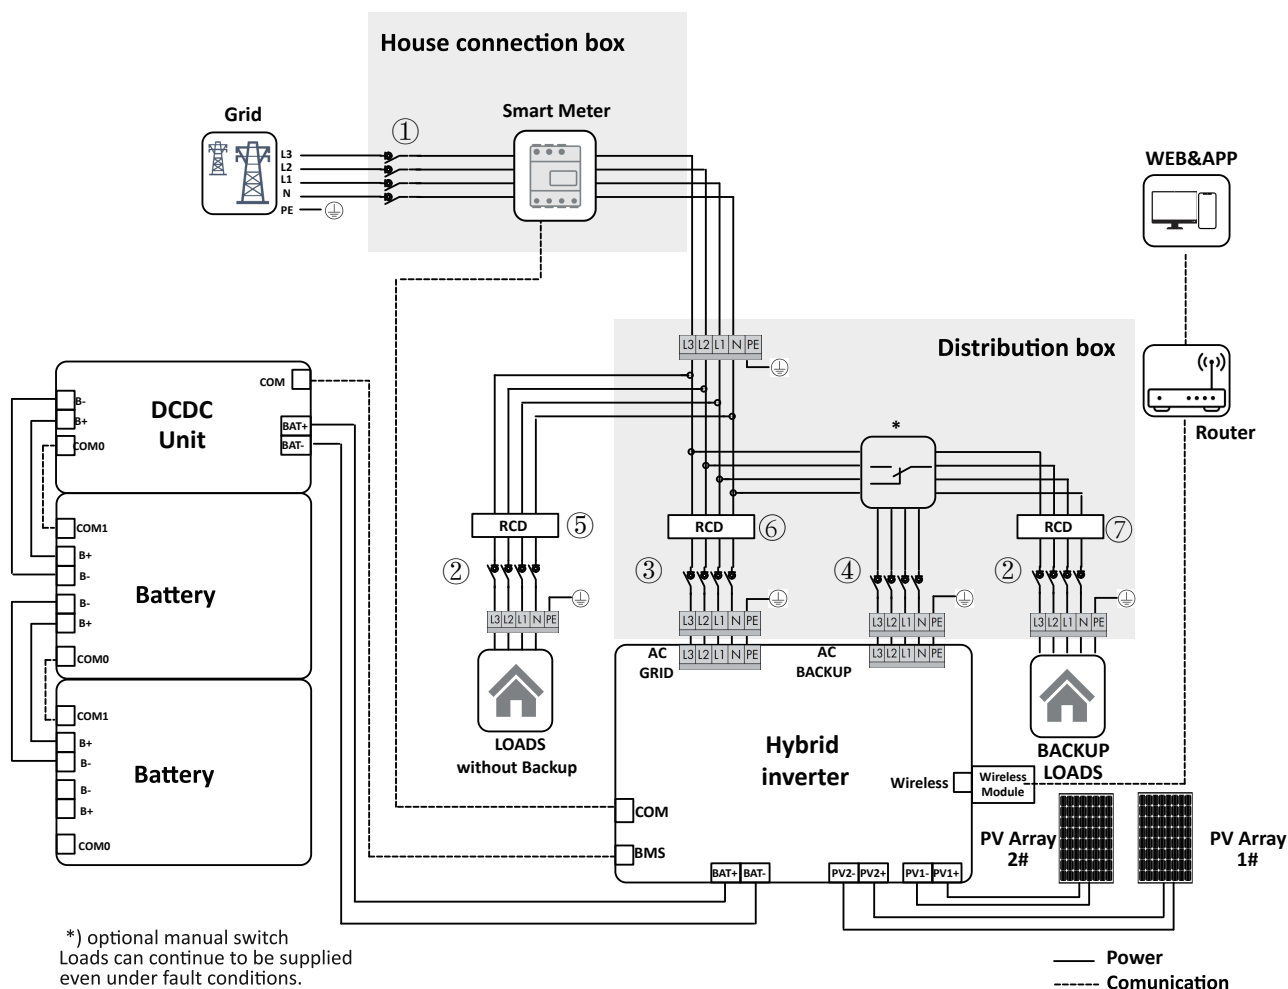 House connection box
Smart Meter
Grid
①
L3
L2
L1
N
PE
WEB&APP
Distribution box
L3 L2 L1 N PE
Router
COM
DCDC
Unit
B-
B+
COM0
BAT+
BAT-
*
RCD
⑤
RCD
⑥
RCD
⑦
②
③
④
②
L3 L2 L1 N PE
L3 L2 L1 N PE
L3 L2 L1 N PE
L3 L2 L1 N PE
COM1
B+
B-
Battery
B-
B+
COM0
AC
GRID
L3 L2 L1 N PE
AC
BACKUP
L3 L2 L1 N PE
LOADS
without Backup
BACKUP
LOADS
Hybrid
inverter
COM1
B+
B-
Battery
B-
B+
COM0
Wireless
Wireless
Module
COM
BMS
BAT+ BAT-
PV2- PV2+
PV1- PV1+
PV Array
2#
PV Array
1#
*) optional manual switch
Loads can continue to be supplied
even under fault conditions.
Power
Comunication